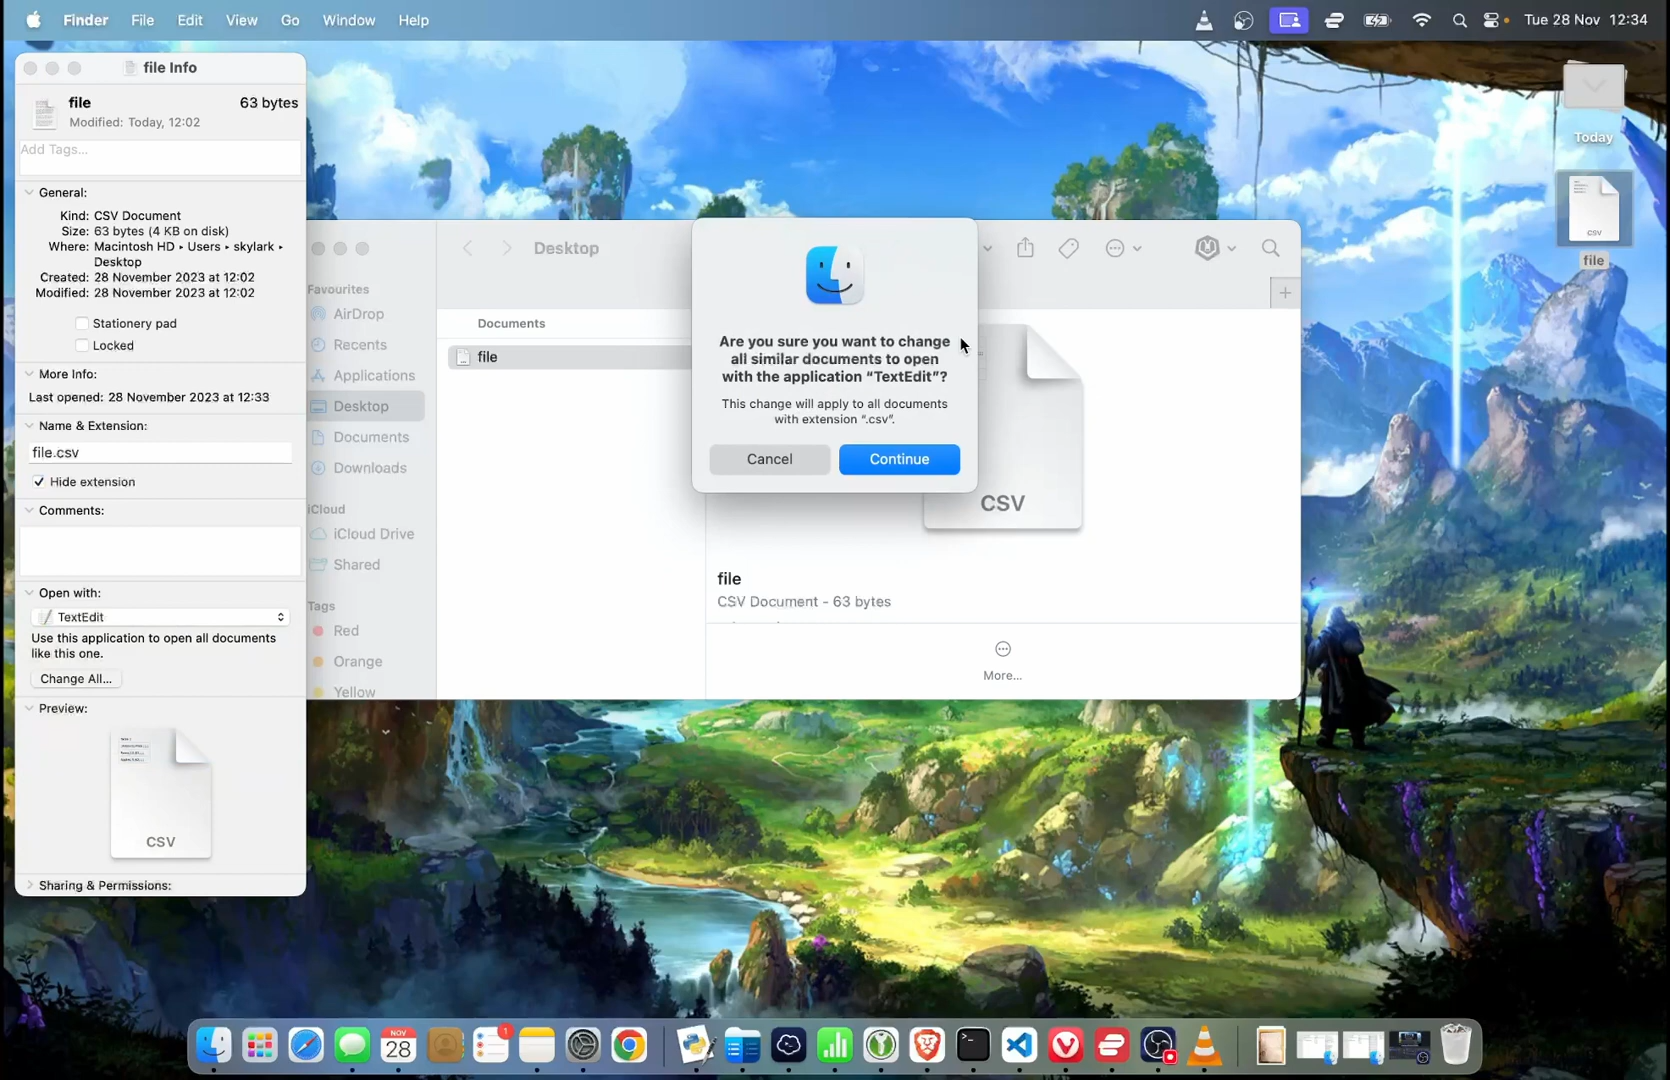 Finder File Edit View Go Window Help Tue 28 Nov 12:34
file Info
file 63 bytes
Modified: Today, 12:02
Add Tags...
General:
Kind: CSV Document
Size: 63 bytes (4 KB on disk)
Where: Macintosh HD ▸ Users ▸ skylark ▸
Desktop
Created: 28 November 2023 at 12:02
Modified: 28 November 2023 at 12:02
Stationery pad
Locked
More Info:
Last opened: 28 November 2023 at 12:33
Name & Extension:
file.csv
Hide extension
Comments:
Open with:
TextEdit
Use this application to open all documents
like this one.
Change All...
Preview:
CSV
Sharing & Permissions:
Desktop
Favourites
AirDrop
Recents
Applications
Desktop
Documents
Downloads
iCloud
iCloud Drive
Shared
Tags
Red
Orange
Yellow
Documents
file
CSV
file
CSV Document - 63 bytes
More...
Are you sure you want to change
all similar documents to open
with the application “TextEdit”?
This change will apply to all documents
with extension “.csv”.
Cancel Continue
Today
CSV
file
NOV
28
1